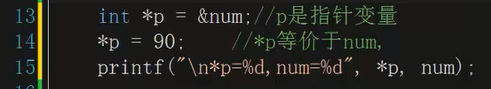 13 int *p = &num;//p是指针变量
14 *p = 90; //*p等价于num,
15 printf("\n*p=%d,num=%d", *p, num);